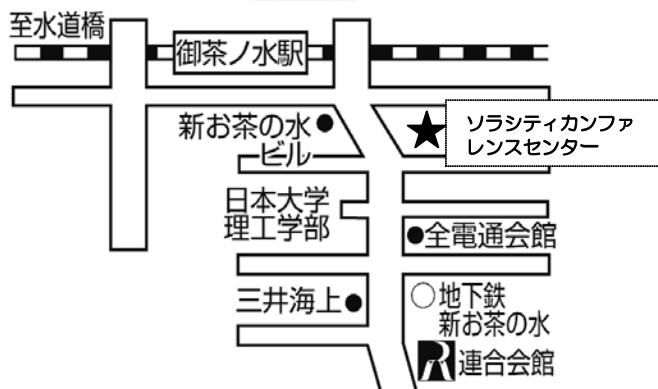 至水道橋
御茶ノ水駅
新お茶の水
ビル
ソラシティカンファ
レンスセンター
日本大学
理工学部
全電通会館
三井海上
地下鉄
新お茶の水
連合会館